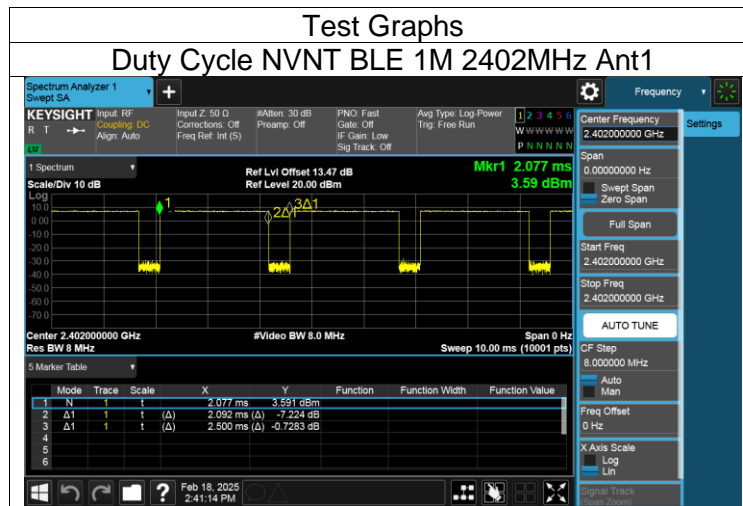 Test Graphs
Duty Cycle NVNT BLE 1M 2402MHz Ant1
Spectrum Analyzer 1
Swept SA
+
Frequency
KEYSIGHT
R T
LXI
Input: RF
Coupling: DC
Align: Auto
Input Z: 50 Ω
Corrections: Off
Freq Ref: Int (S)
#Atten: 30 dB
Preamp: Off
PNO: Fast
Gate: Off
IF Gain: Low
Sig Track: Off
Avg Type: Log-Power
Trig: Free Run
1 2 3 4 5 6
W W W W W W
P N N N N N
1 Spectrum
Scale/Div 10 dB
Ref Lvl Offset 13.47 dB
Ref Level 20.00 dBm
Mkr1 2.077 ms
3.59 dBm
Log
10.0
0.00
-10.0
-20.0
-30.0
-40.0
-50.0
-60.0
-70.0
1
2Δ1
3Δ1
Center 2.402000000 GHz
Res BW 8 MHz
#Video BW 8.0 MHz
Span 0 Hz
Sweep 10.00 ms (10001 pts)
5 Marker Table
Mode Trace Scale X Y Function Function Width Function Value
1 N 1 t 2.077 ms 3.591 dBm
2 Δ1 1 t (Δ) 2.092 ms (Δ) -7.224 dB
3 Δ1 1 t (Δ) 2.500 ms (Δ) -0.7283 dB
4
5
6
Feb 18, 2025
2:41:14 PM
?
Center Frequency
2.402000000 GHz
Settings
Span
0.00000000 Hz
Swept Span
Zero Span
Full Span
Start Freq
2.402000000 GHz
Stop Freq
2.402000000 GHz
AUTO TUNE
CF Step
8.000000 MHz
Auto
Man
Freq Offset
0 Hz
X Axis Scale
Log
Lin
Signal Track
(Span Zoom)